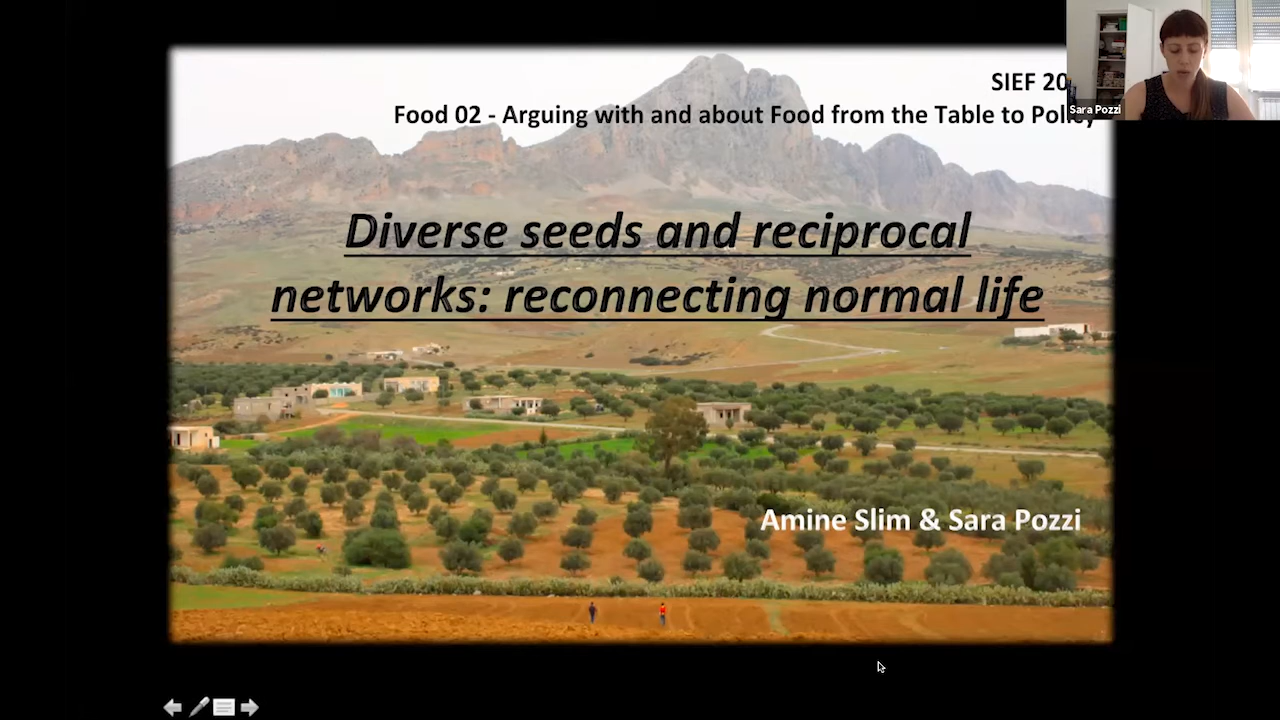 SIEF 20
Food 02 - Arguing with and about Food from the Table to Policy
Sara Pozzi
Diverse seeds and reciprocal
networks: reconnecting normal life
Amine Slim & Sara Pozzi